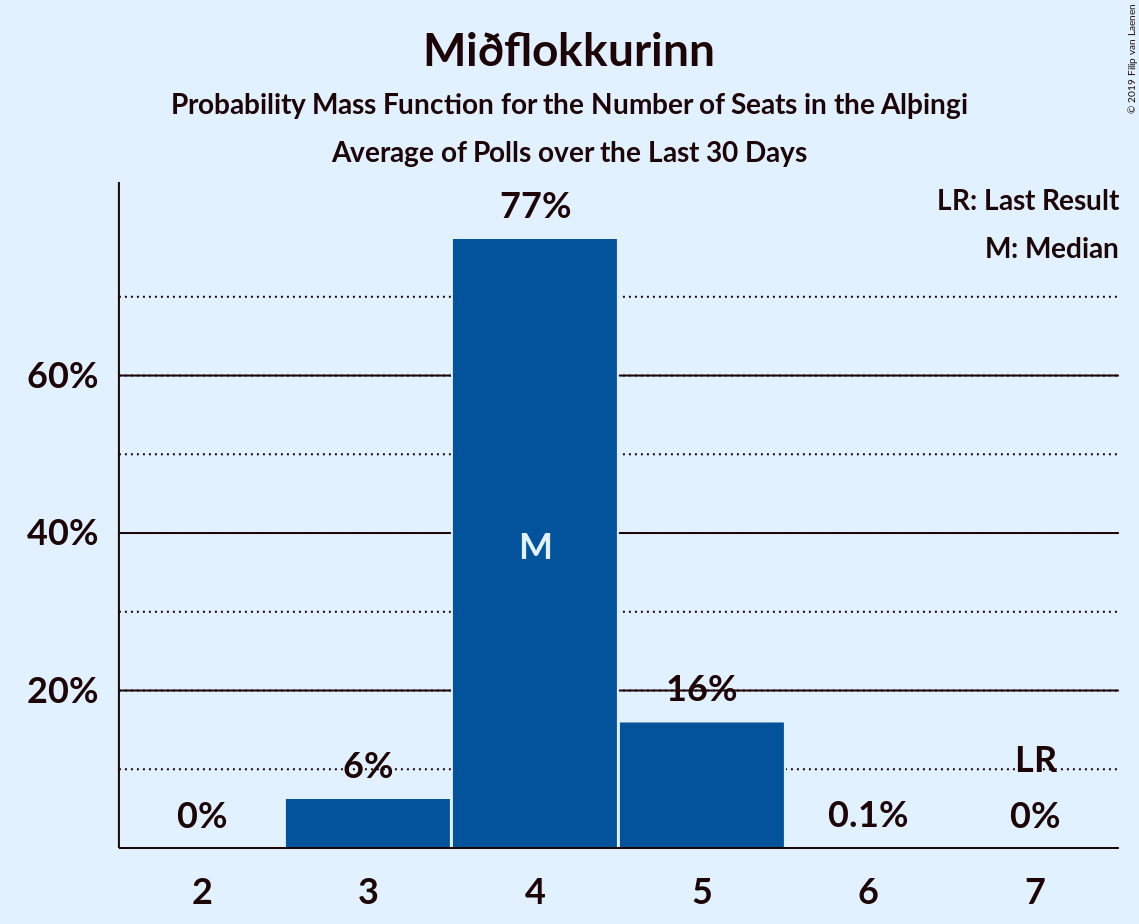 Miðflokkurinn
Probability Mass Function for the Number of Seats in the Alþingi
Average of Polls over the Last 30 Days
© 2019 Filip van Laenen
LR: Last Result
M: Median
77%
60%
40%
M
20%
16%
6%
LR
0%
0.1%
0%
2 3 4 5 6 7